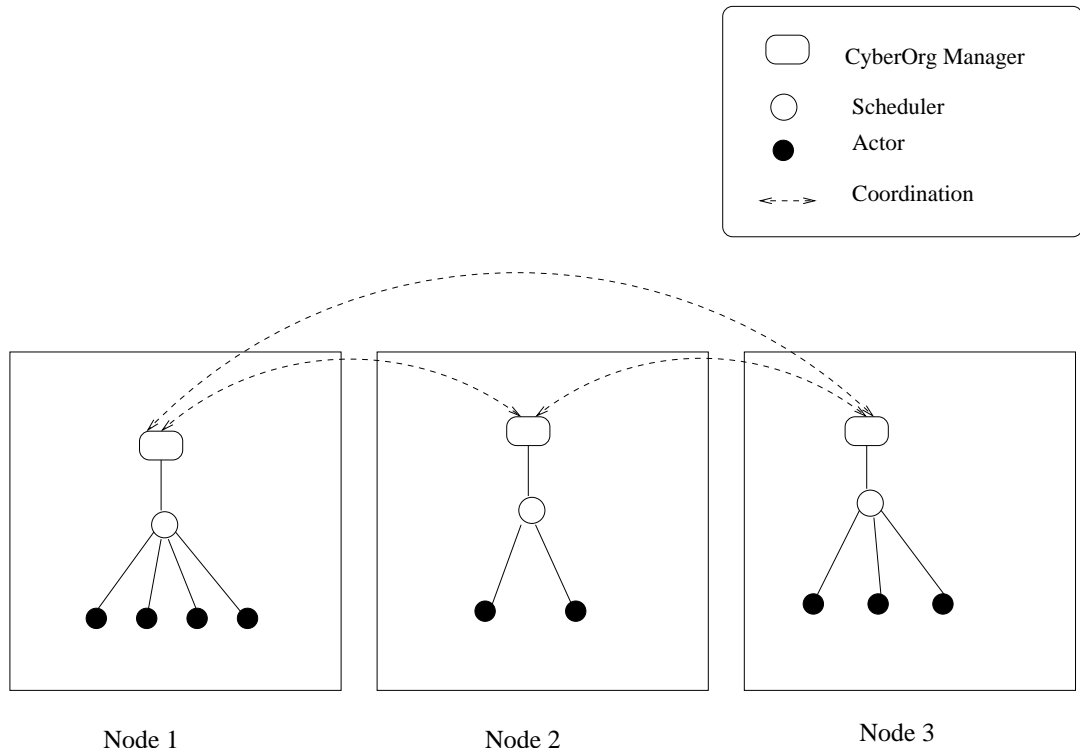 CyberOrg Manager
Scheduler
Actor
Coordination
Node 1
Node 2
Node 3